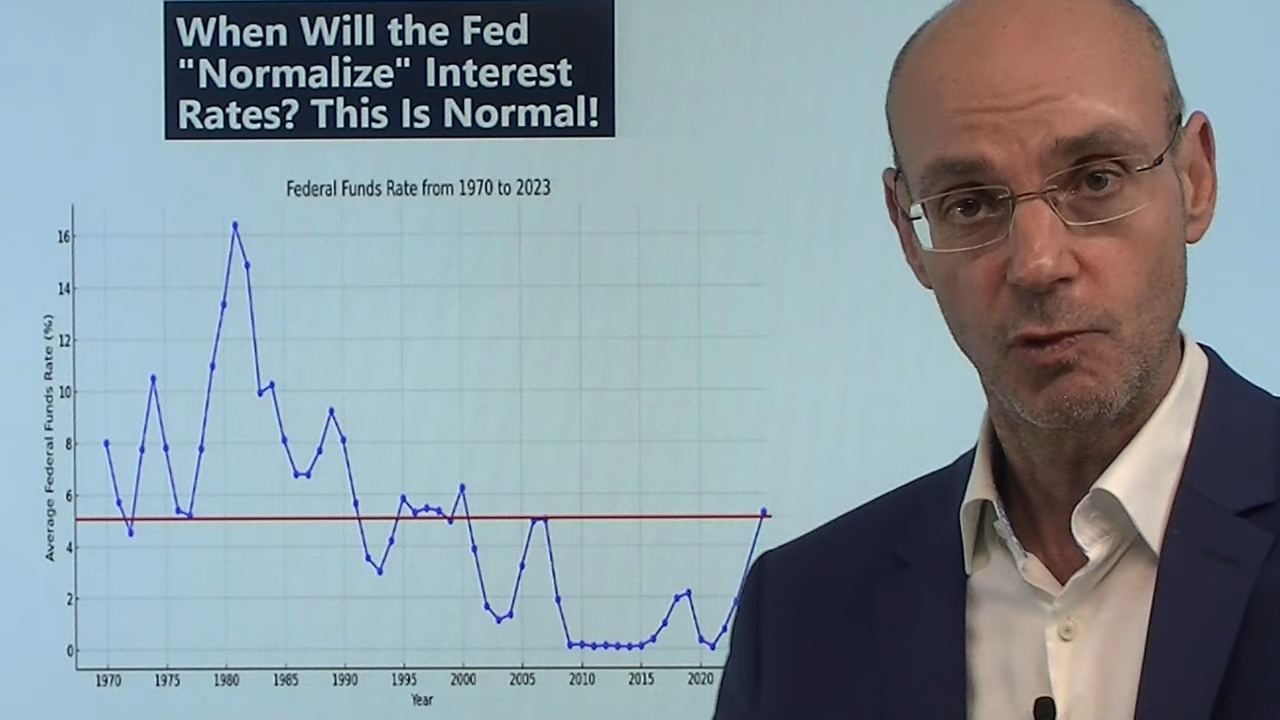 When Will the Fed
"Normalize" Interest
Rates? This Is Normal!
Federal Funds Rate from 1970 to 2023
Average Federal Funds Rate (%)
16
14
12
10
8
6
4
2
0
1970 1975 1980 1985 1990 1995 2000 2005 2010 2015 2020
Year